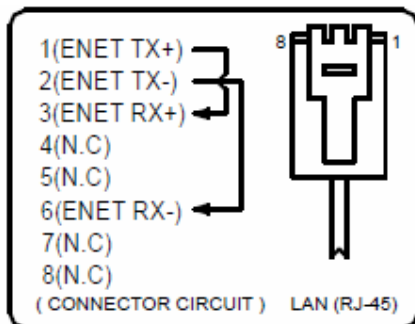 1(ENET TX+)
2(ENET TX-)
3(ENET RX+)
4(N.C)
5(N.C)
6(ENET RX-)
7(N.C)
8(N.C)
( CONNECTOR CIRCUIT )
8
1
LAN (RJ-45)